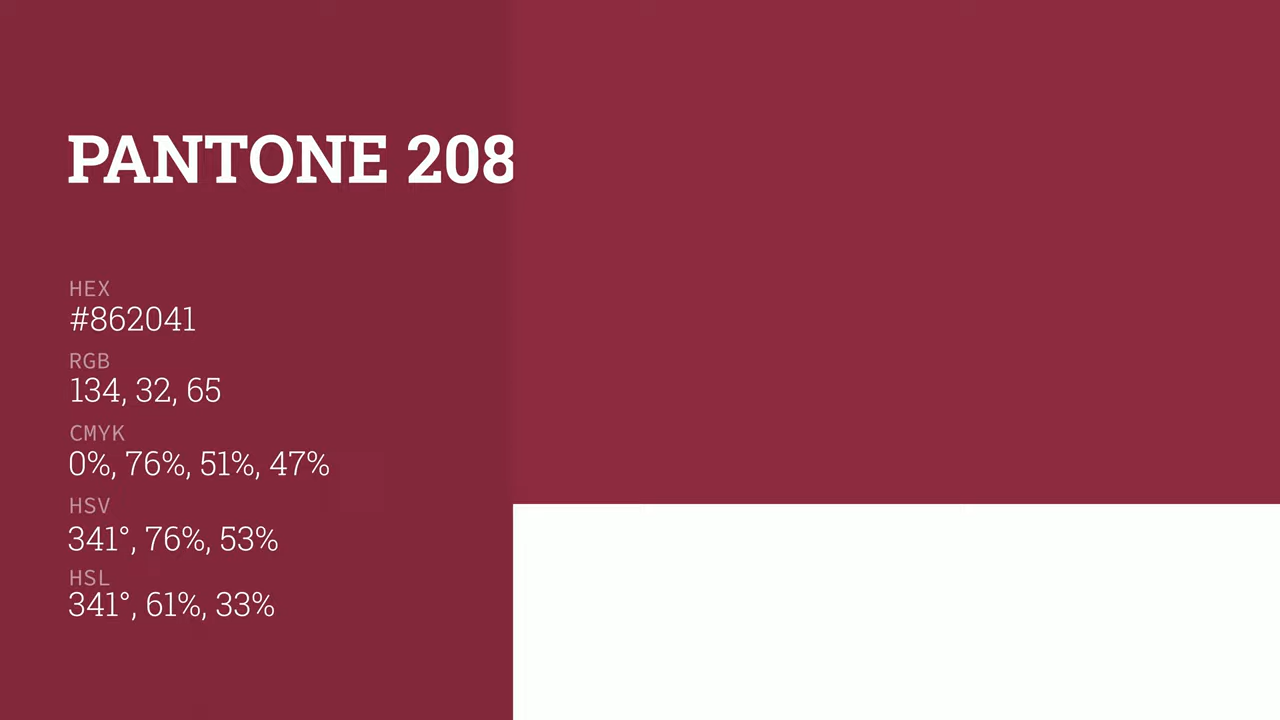 PANTONE 208
HEX
#862041
RGB
134, 32, 65
CMYK
0%, 76%, 51%, 47%
HSV
341°, 76%, 53%
HSL
341°, 61%, 33%